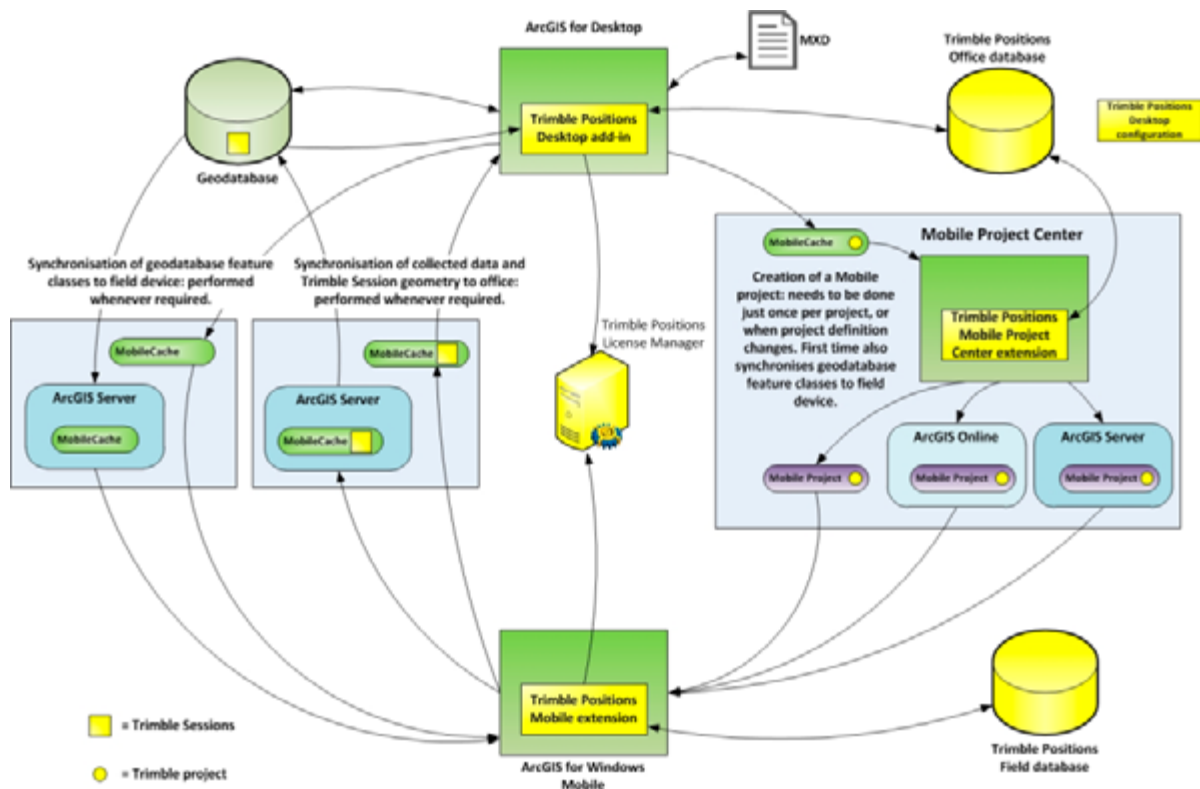 ArcGIS for Desktop
MXD
Trimble Positions
Office database
Trimble Positions
Desktop
configuration
Trimble Positions
Desktop add-in
Geodatabase
Mobile Project Center
MobileCache
Synchronisation of geodatabase feature
classes to field device: performed
whenever required.
Synchronisation of collected data and
Trimble Session geometry to office:
performed whenever required.
Creation of a Mobile
project: needs to be done
just once per project, or
when project definition
changes. First time also
synchronises geodatabase
feature classes to field
device.
Trimble Positions
Mobile Project
Center extension
Trimble Positions
License Manager
MobileCache
MobileCache
ArcGIS Server
MobileCache
ArcGIS Server
MobileCache
ArcGIS Online
ArcGIS Server
Mobile Project
Mobile Project
Mobile Project
Trimble Positions
Mobile extension
ArcGIS for Windows
Mobile
Trimble Positions
Field database
= Trimble Sessions
= Trimble project